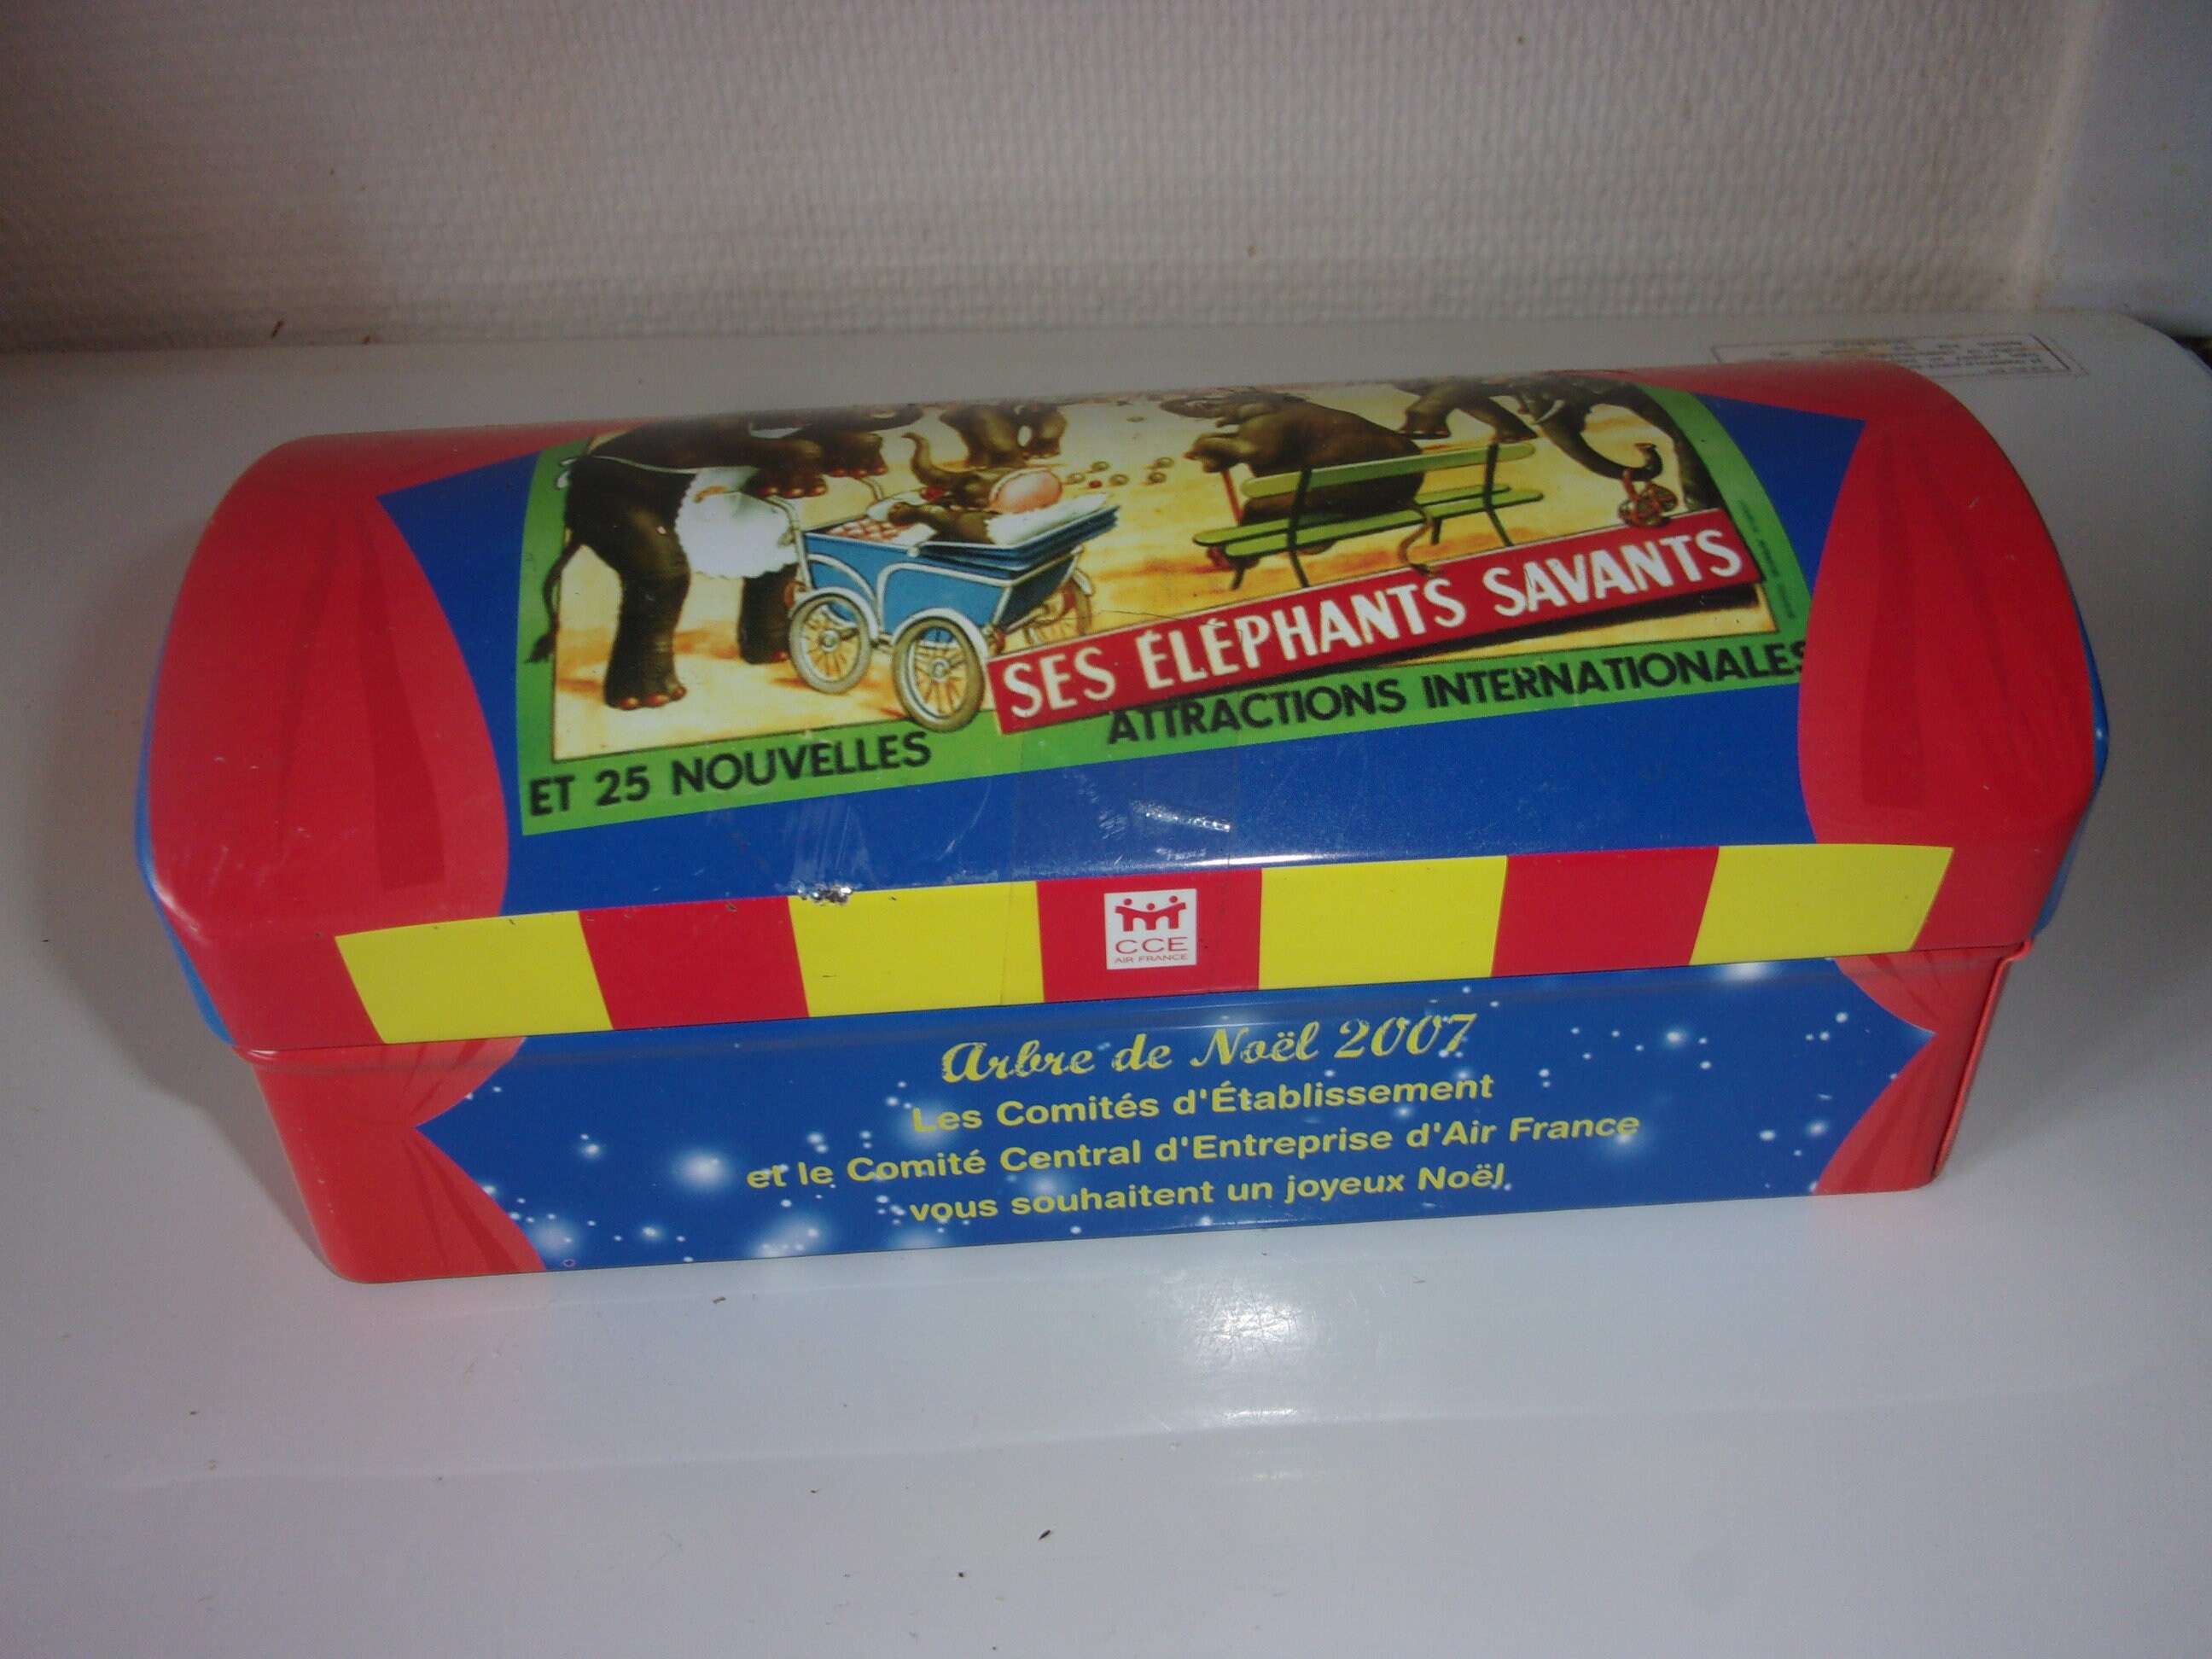 SES ÉLÉPHANTS SAVANTS
ET 25 NOUVELLES ATTRACTIONS INTERNATIONALES
CCE
AIR FRANCE
Arbre de Noël 2007
Les Comités d'Établissement
et le Comité Central d'Entreprise d'Air France
vous souhaitent un joyeux Noël.